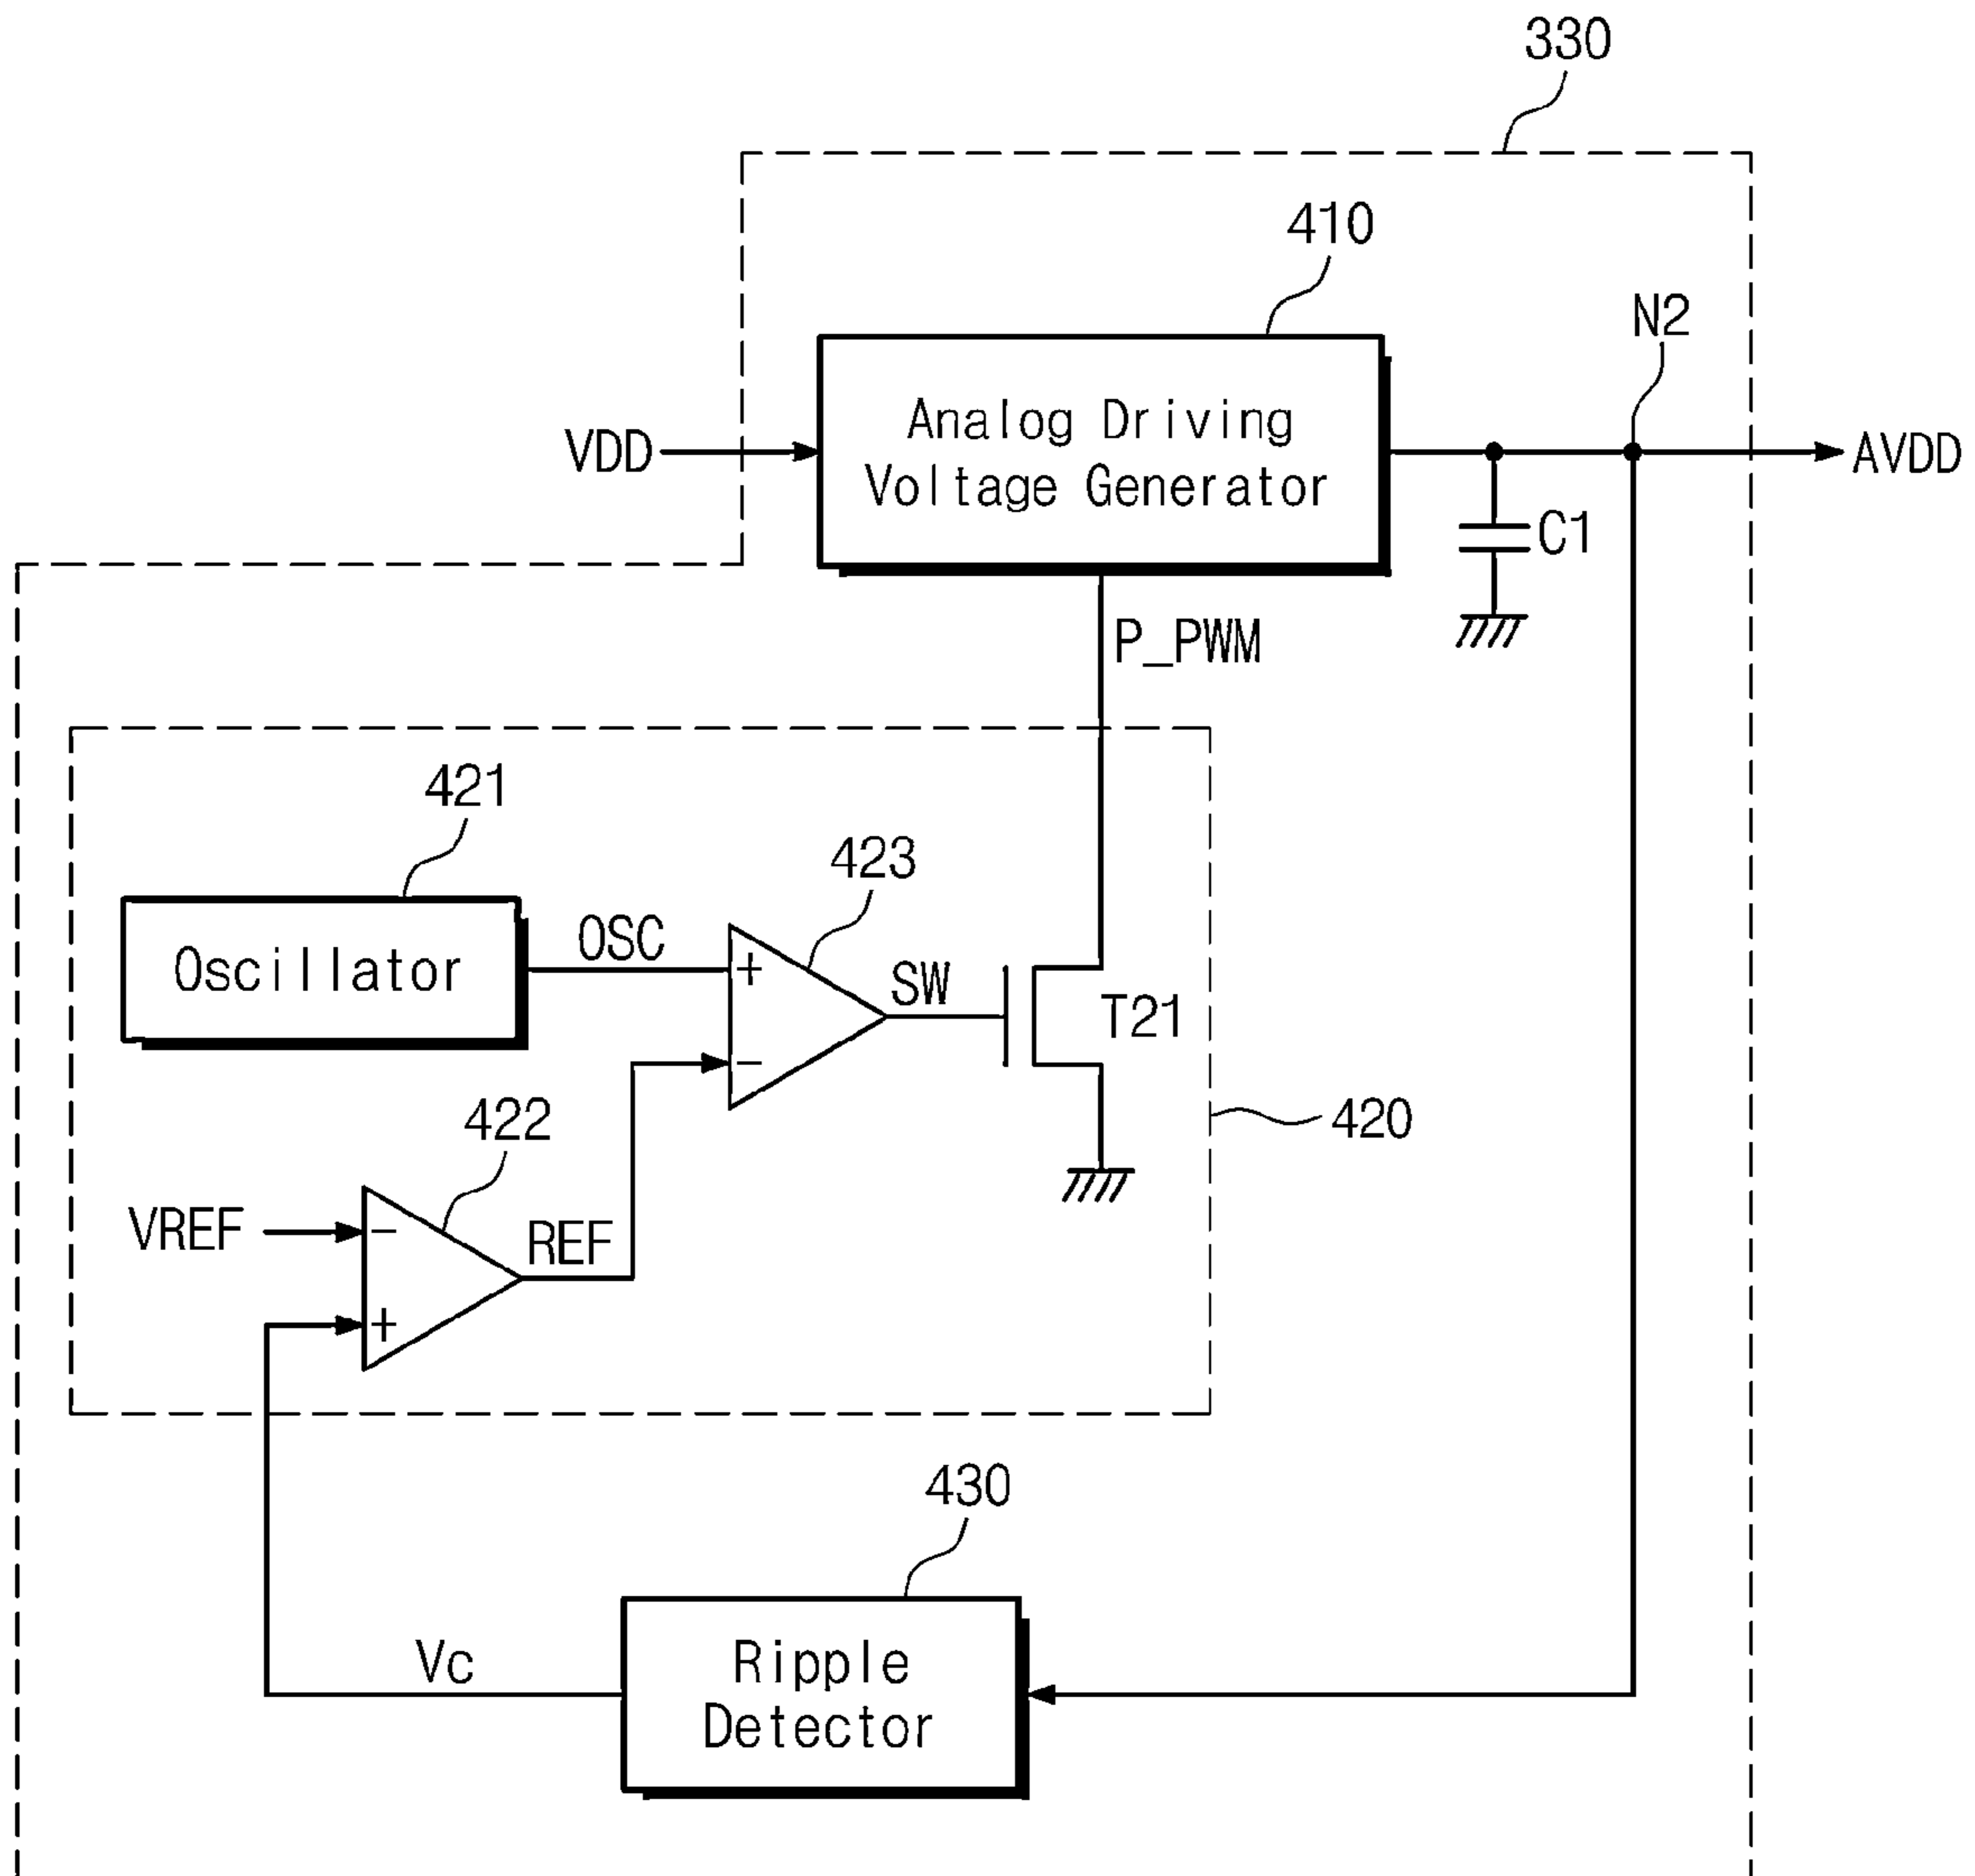 330
410
N2
Analog Driving
Voltage Generator
VDD
AVDD
C1
P_PWM
421
423
OSC
Oscillator
+
SW
T21
−
422
420
VREF
−
REF
+
430
Vc
Ripple
Detector